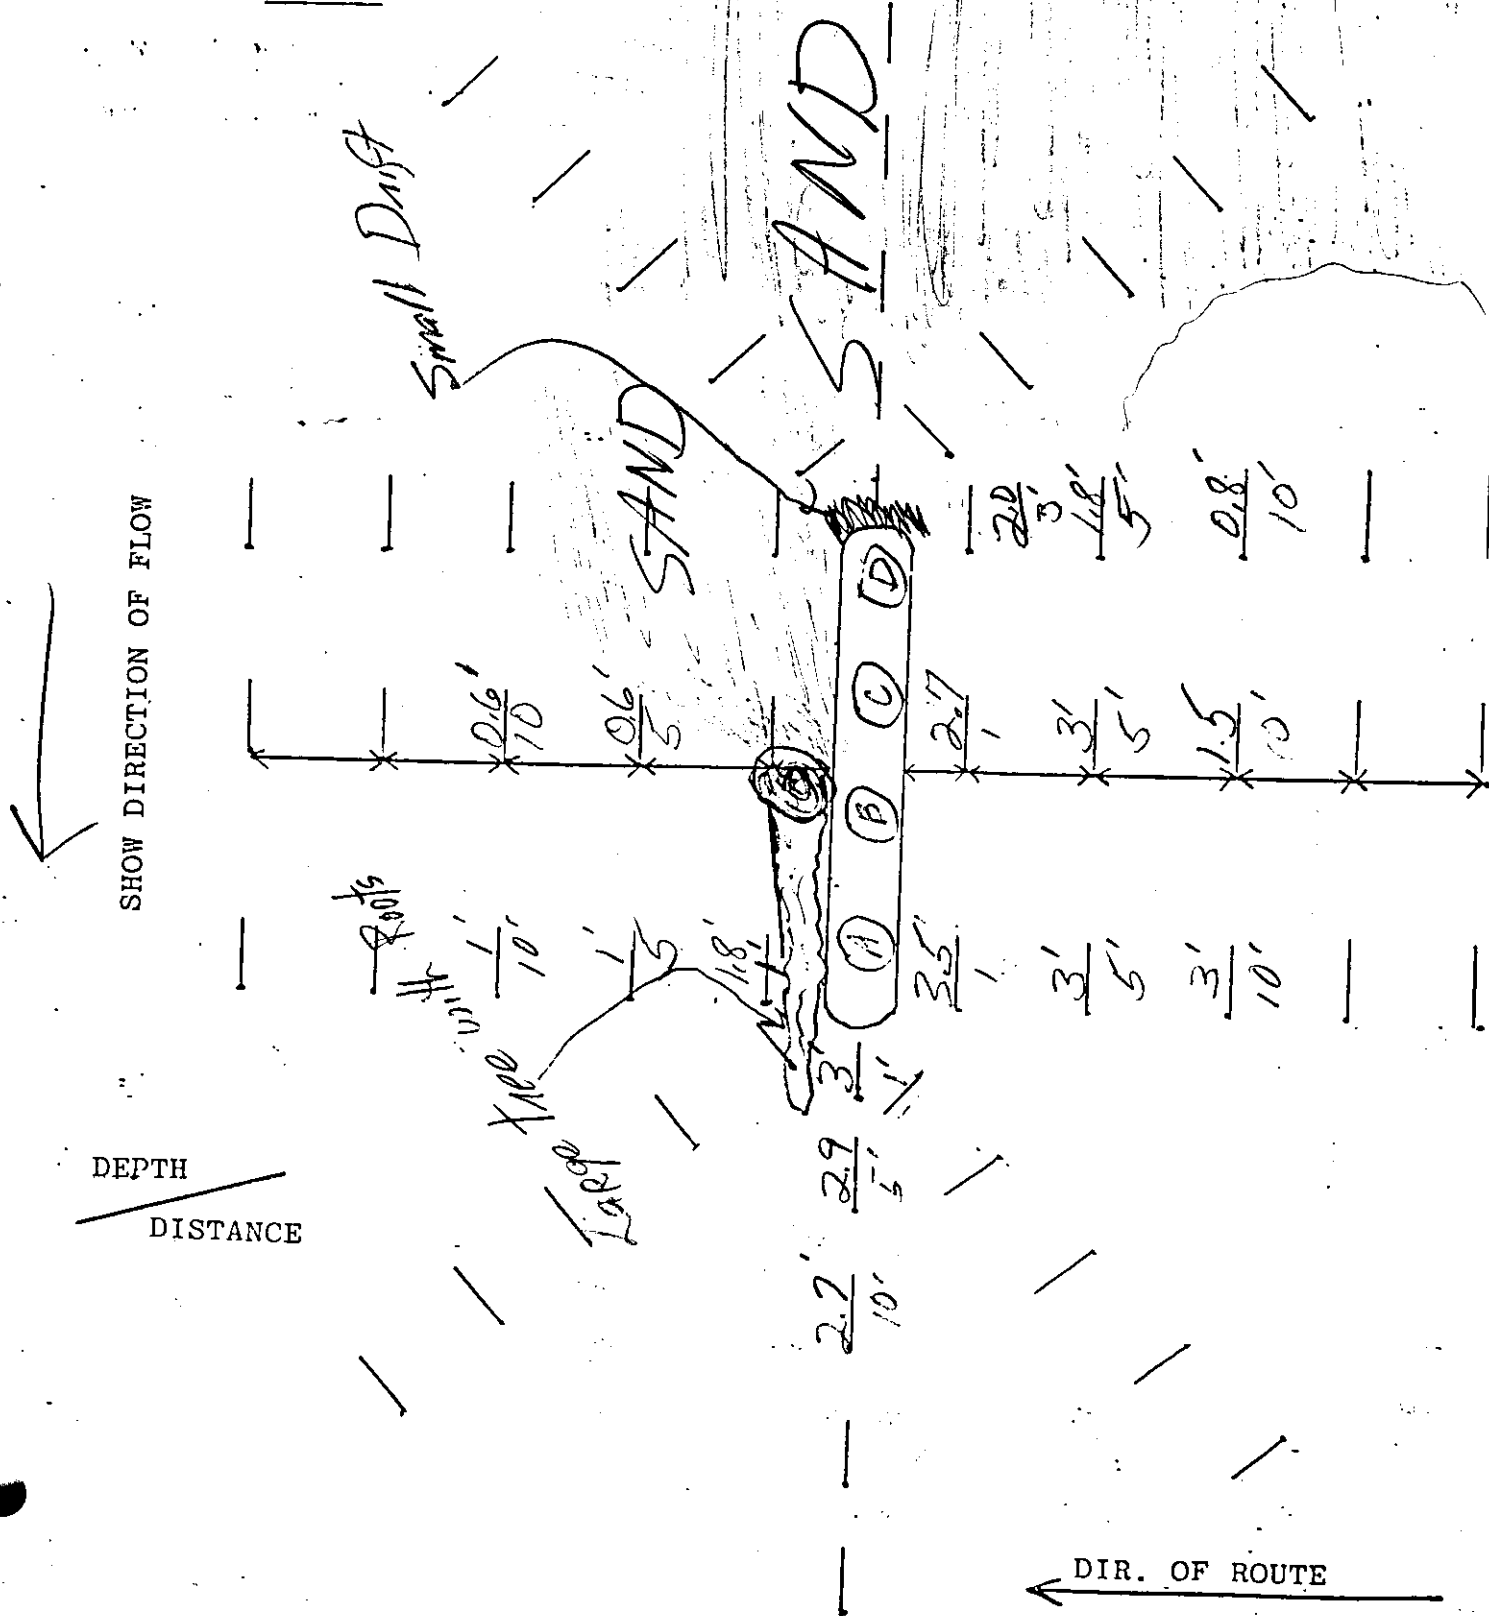 SAND
Small Drift
SAND
SHOW DIRECTION OF FLOW
2.0
3'
1.8'
5'
0.8'
10'
D
0.6'
10
0.6'
5
C
2.7
1
3'
5'
1.5
10'
B
Large tree with Roots
1'
10'
1'
5
1.8'
1'
A
3.5'
1
3'
5'
3'
10'
3'
1'
2.9
5'
DEPTH
DISTANCE
2.2'
10'
DIR. OF ROUTE